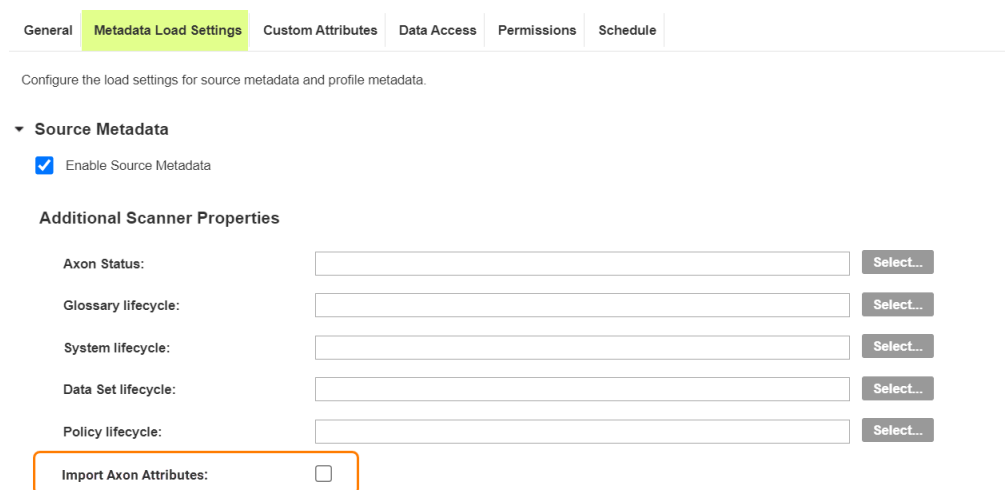 General Metadata Load Settings Custom Attributes Data Access Permissions Schedule
Configure the load settings for source metadata and profile metadata.
Source Metadata
Enable Source Metadata
Additional Scanner Properties
Axon Status: Select...
Glossary lifecycle: Select...
System lifecycle: Select...
Data Set lifecycle: Select...
Policy lifecycle: Select...
Import Axon Attributes: